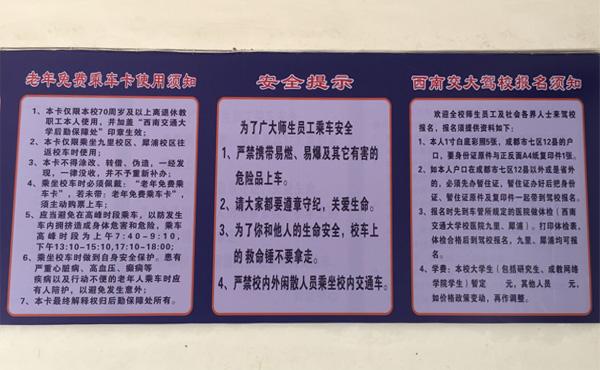 老年免费乘车卡使用须知
1、本卡仅限本校70周岁及以上离退休教
职工本人使用，并加盖“西南交通大
学后勤保障处”印章生效；
2、本卡仅限乘坐九里校区、犀浦校区往
返校车时使用；
3、本卡不得涂改、转借、伪造，一经发
现，一律没收，并不予重新补办；
4、乘坐校车时必须佩戴：“老年免费乘
车卡”，若未带：老年免费乘车卡“，
须主动购票上车；
5、应当避免在高峰时段乘车，以防发生
车内拥挤造成身体危害和危险，乘车
高峰时段为上午7:40-9:10，
下午13:10-15:10,17:10-18:00；
6、乘坐校车时做到自身安全保护。患有
严重心脏病、高血压、癫痫等
疾病以及行动不便的老年人乘车时应
有人陪护，以避免发生意外；
7、本卡最终解释权归后勤保障处所有。
安全提示
为了广大师生员工乘车安全
1、严禁携带易燃、易爆及其它有害的
危险品上车。
2、请大家都要遵章守纪，关爱生命。
3、为了你和他人的生命安全，校车上
的救命锤不要拿走。
4、严禁校内外闲散人员乘坐校内交通车。
西南交大驾校报名须知
欢迎全校师生员工及社会各界人士来驾校
报名，报名须提供资料如下：
1、本人1寸白底彩照5张，成都市七区12县的户
口，要身份证原件与正反面A4纸复印件1张。
2、如本人户口在成都市七区12县以外或是省外
的，必须先办暂住证，暂住证办好后把身份
证、暂住证原件及复印件一起带到驾校报名。
3、报名时先到车管所规定的医院做体检（西南
交通大学校医院九里、犀浦）。打印体检表、
体检合格后到驾校报名，九里、犀浦均可报
名。
4、学费：本校大学生（包括研究生、成教网络
学院学生）暂定 元，其他人员 元，
如价格政策变动，再作调整。